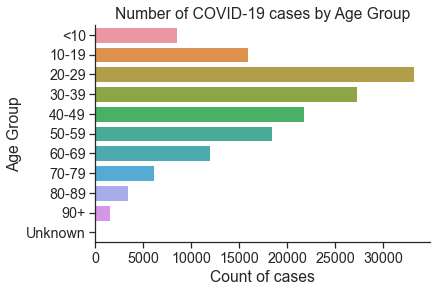 Number of COVID-19 cases by Age Group
<10
10-19
20-29
30-39
40-49
50-59
60-69
70-79
80-89
90+
Unknown
Age Group
0 5000 10000 15000 20000 25000 30000
Count of cases